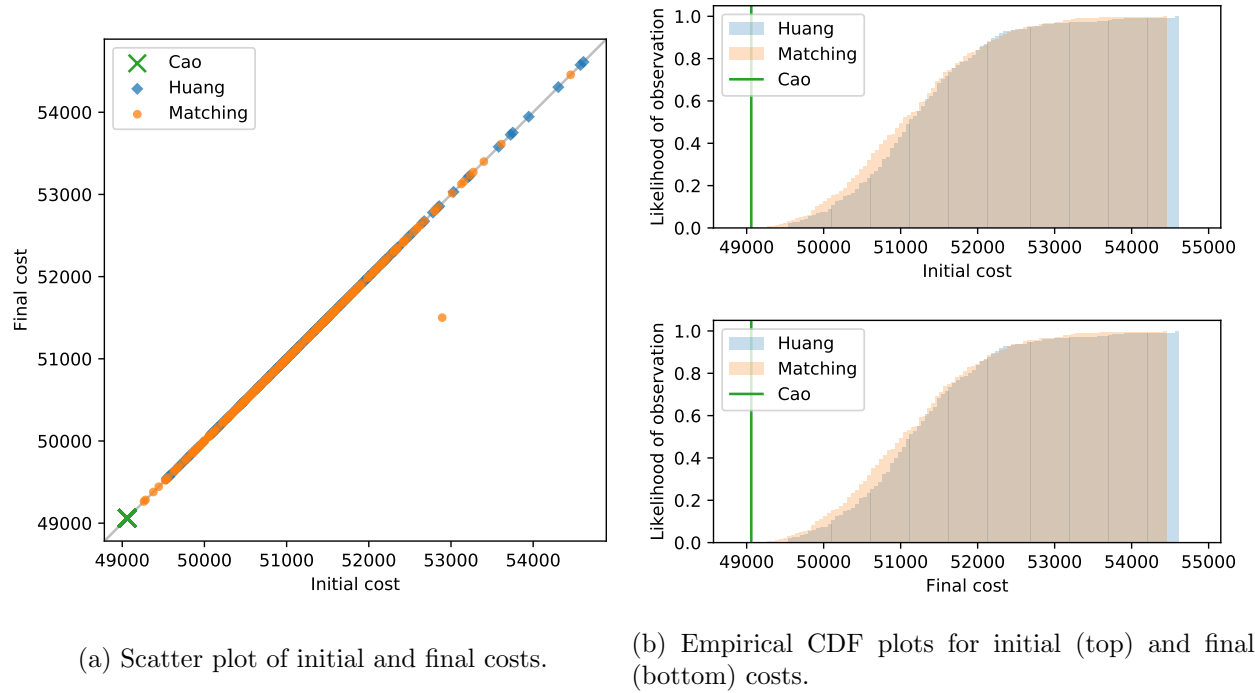 Cao
Huang
Matching
54000
53000
52000
51000
50000
49000
Final cost
49000 50000 51000 52000 53000 54000
Initial cost
(a) Scatter plot of initial and final costs.
1.0
0.8
0.6
0.4
0.2
0.0
Likelihood of observation
Huang
Matching
Cao
49000 50000 51000 52000 53000 54000 55000
Initial cost
1.0
0.8
0.6
0.4
0.2
0.0
Likelihood of observation
Huang
Matching
Cao
49000 50000 51000 52000 53000 54000 55000
Final cost
(b) Empirical CDF plots for initial (top) and final
(bottom) costs.